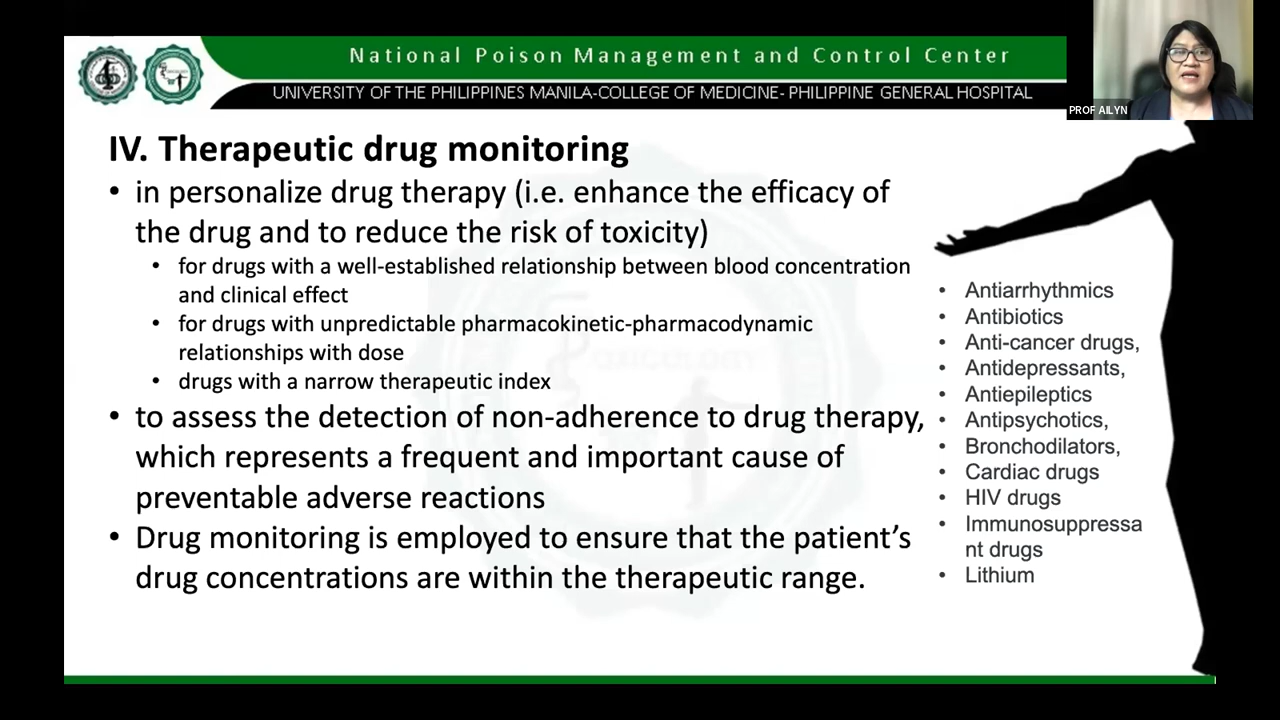 National Poison Management and Control Center
UNIVERSITY OF THE PHILIPPINES MANILA-COLLEGE OF MEDICINE- PHILIPPINE GENERAL HOSPITAL
PROF AILYN
IV. Therapeutic drug monitoring
• in personalize drug therapy (i.e. enhance the efficacy of
the drug and to reduce the risk of toxicity)
• for drugs with a well-established relationship between blood concentration
and clinical effect
• for drugs with unpredictable pharmacokinetic-pharmacodynamic
relationships with dose
• drugs with a narrow therapeutic index
• to assess the detection of non-adherence to drug therapy,
which represents a frequent and important cause of
preventable adverse reactions
• Drug monitoring is employed to ensure that the patient’s
drug concentrations are within the therapeutic range.
• Antiarrhythmics
• Antibiotics
• Anti-cancer drugs,
• Antidepressants,
• Antiepileptics
• Antipsychotics,
• Bronchodilators,
• Cardiac drugs
• HIV drugs
• Immunosuppressa
nt drugs
• Lithium